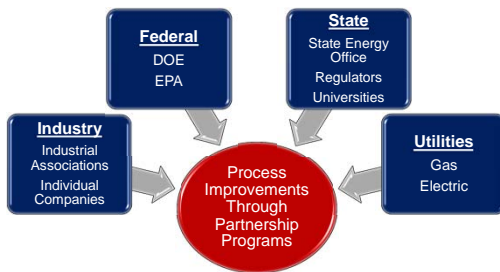 Federal
DOE
EPA
State
State Energy
Office
Regulators
Universities
Industry
Industrial
Associations
Individual
Companies
Utilities
Gas
Electric
Process
Improvements
Through
Partnership
Programs